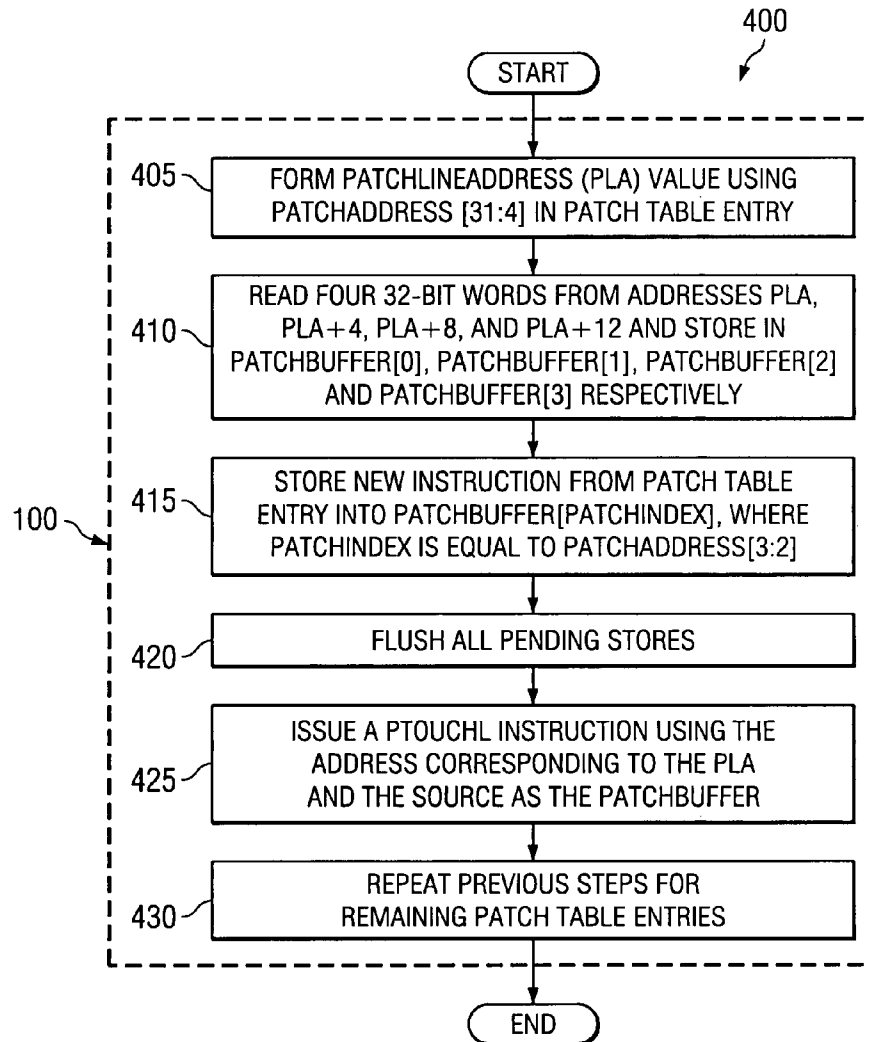 400
START
405
FORM PATCHLINEADDRESS (PLA) VALUE USING
PATCHADDRESS [31:4] IN PATCH TABLE ENTRY
410
READ FOUR 32-BIT WORDS FROM ADDRESSES PLA,
PLA+4, PLA+8, AND PLA+12 AND STORE IN
PATCHBUFFER[0], PATCHBUFFER[1], PATCHBUFFER[2]
AND PATCHBUFFER[3] RESPECTIVELY
100
415
STORE NEW INSTRUCTION FROM PATCH TABLE
ENTRY INTO PATCHBUFFER[PATCHINDEX], WHERE
PATCHINDEX IS EQUAL TO PATCHADDRESS[3:2]
420
FLUSH ALL PENDING STORES
425
ISSUE A PTOUCHL INSTRUCTION USING THE
ADDRESS CORRESPONDING TO THE PLA
AND THE SOURCE AS THE PATCHBUFFER
430
REPEAT PREVIOUS STEPS FOR
REMAINING PATCH TABLE ENTRIES
END